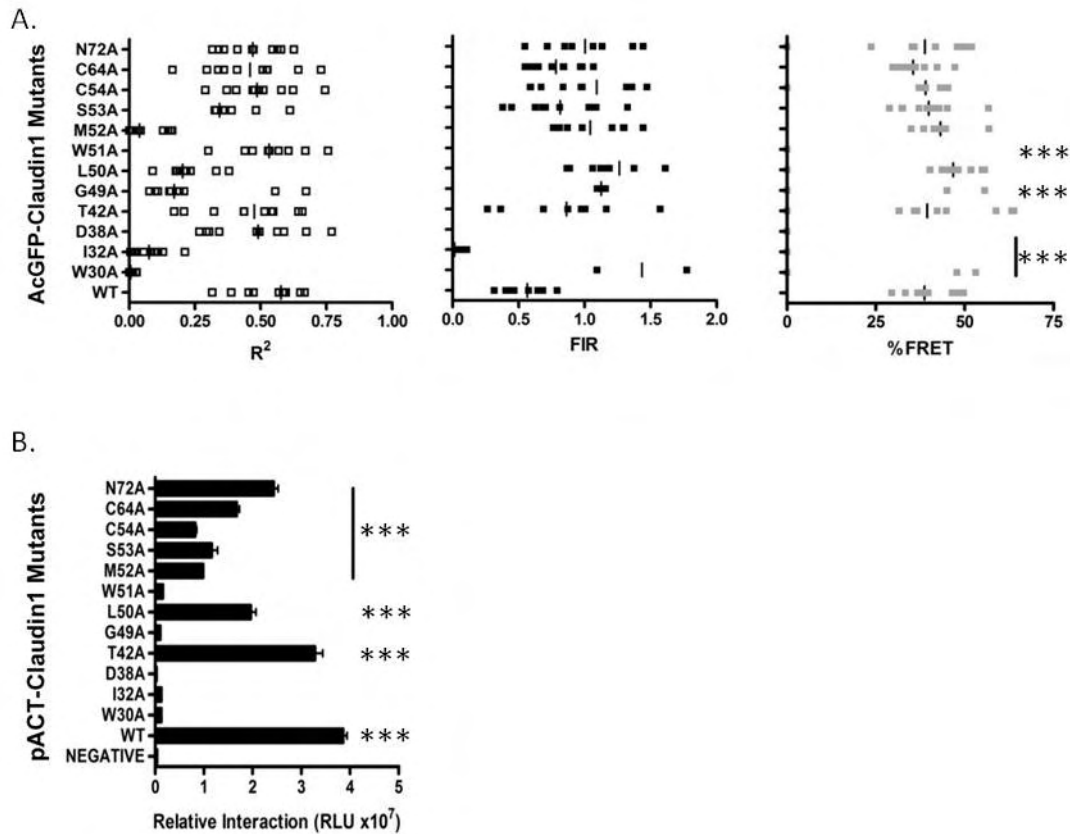 A.
AcGFP-Claudin1 Mutants
N72A
C64A
C54A
S53A
M52A
W51A
L50A
G49A
T42A
D38A
I32A
W30A
WT
0.00 0.25 0.50 0.75 1.00
R²
0.0 0.5 1.0 1.5 2.0
FIR
***
***
***
0 25 50 75
%FRET
B.
pACT-Claudin1 Mutants
N72A
C64A
C54A ***
S53A
M52A
W51A
L50A ***
G49A
T42A ***
D38A
I32A
W30A
WT ***
NEGATIVE
0 1 2 3 4 5
Relative Interaction (RLU x10⁷)